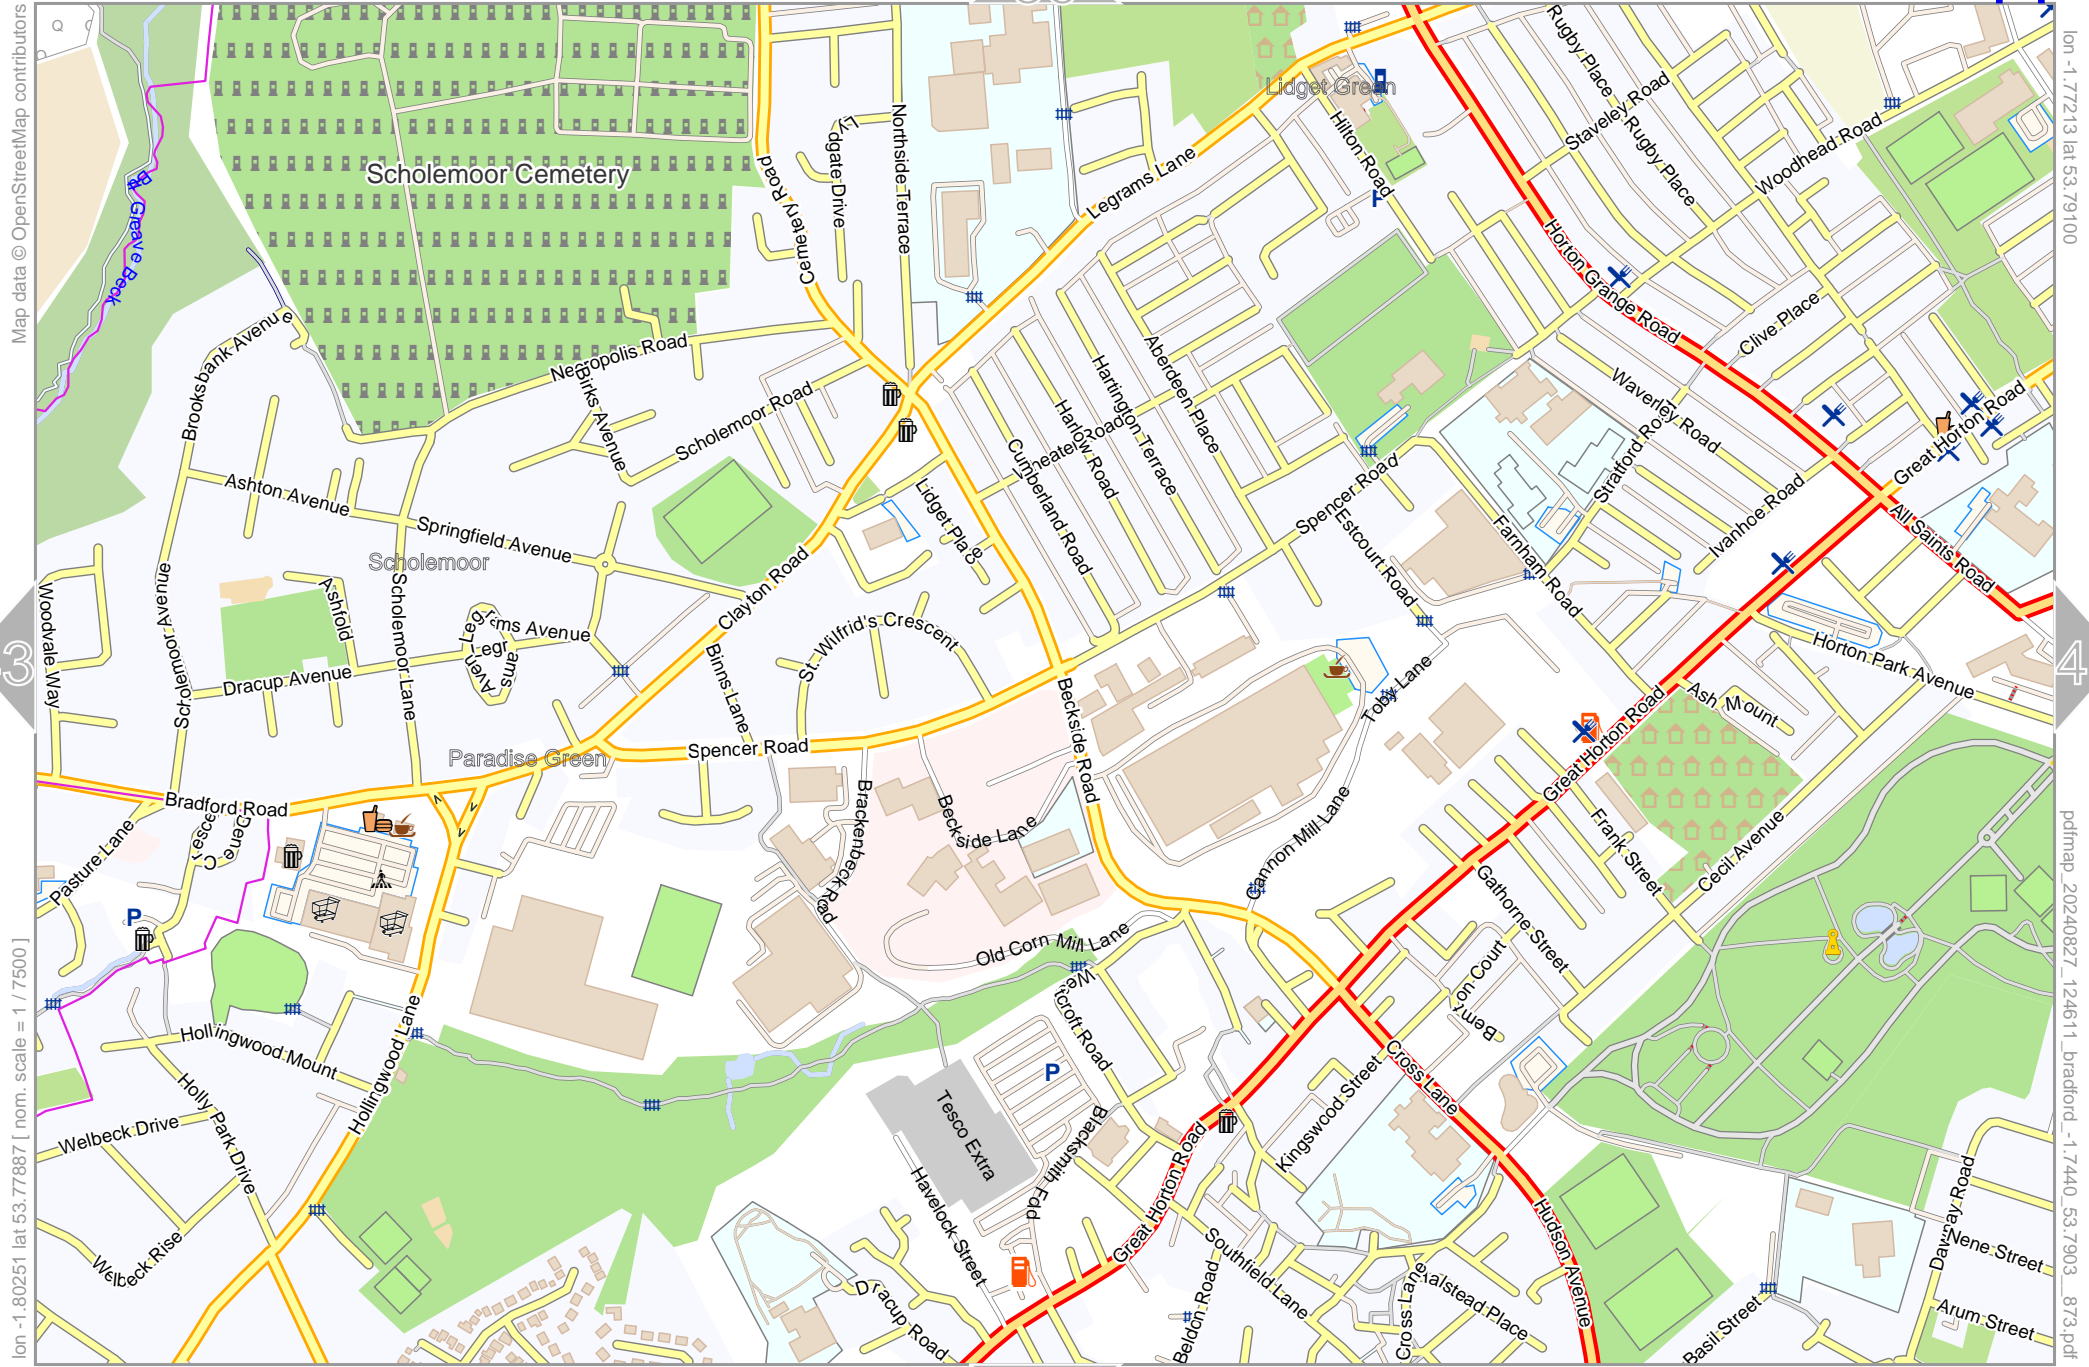 Map data © OpenStreetMap contributors
lon -1.80251 lat 53.77887 [ nom. scale = 1 / 7500 ]
lon -1.77213 lat 53.79100
pdfmap_20240827_124611_bradford_-1.7440_53.7903__873.pdf
3
4
Scholemoor Cemetery
Cemetery Road
Lydgate Drive
Northside Terrace
Legrams Lane
Lidget Green
Hilton Road
Rugby Place
Rugby Place
Staveley Road
Woodhead Road
Horton Grange Road
Clive Place
Waverley Road
Stratford Road
Ivanhoe Road
Great Horton Road
All Saints Road
Horton Park Avenue
Ash Mount
Greave Beck
Brooksbank Avenue
Necropolis Road
Birks Avenue
Scholemoor Road
Ashton Avenue
Springfield Avenue
Scholemoor
Scholemoor Avenue
Scholemoor Lane
Ashfold
Dracup Avenue
Woodvale Way
Clayton Road
Lidget Place
Cumberland Road
Harlow Road
Hartington Terrace
Aberdeen Place
Spencer Road
Estcourt Road
Farnham Road
St. Wilfrid's Crescent
Binns Lane
Spencer Road
Paradise Green
Bradford Road
Pasture Lane
Beckside Road
Beckside Lane
Brackenbeck Road
Old Corn Mill Lane
Toby Lane
Cannon Mill Lane
Great Horton Road
Frank Street
Cecil Avenue
Gathorne Street
P
P
P
Hollingwood Mount
Hollingwood Lane
Holly Park Drive
Welbeck Drive
Welbeck Rise
Tesco Extra
Blacksmith Fold
Havelock Street
Dracup Road
Great Horton Road
Kingswood Street
Cross Lane
Southfield Lane
Beldon Road
Cross Lane
Hudson Avenue
Basil Street
Nene Street
Arum Street